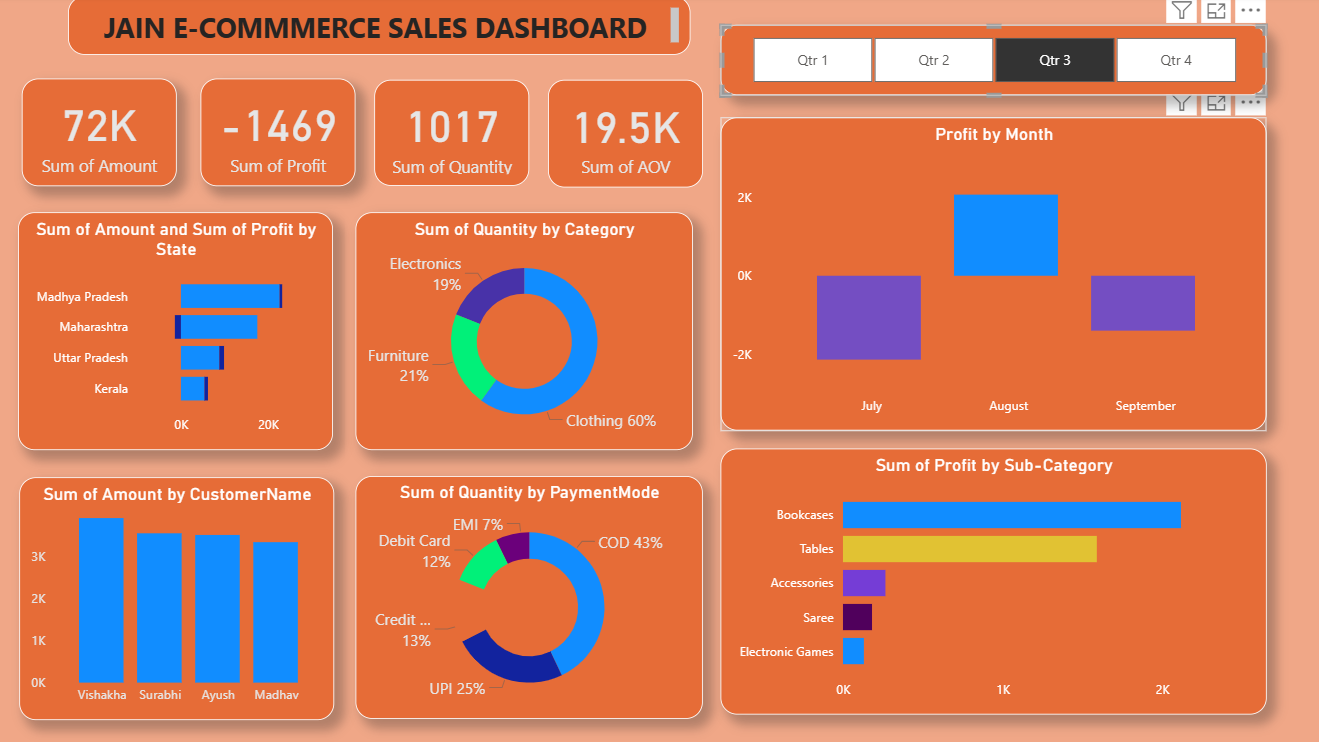 JAIN E-COMMMERCE SALES DASHBOARD
Qtr 1
Qtr 2
Qtr 3
Qtr 4
72K
Sum of Amount
-1469
Sum of Profit
1017
Sum of Quantity
19.5K
Sum of AOV
Profit by Month
2K
0K
-2K
July
August
September
Sum of Amount and Sum of Profit by
State
Madhya Pradesh
Maharashtra
Uttar Pradesh
Kerala
0K
20K
Sum of Quantity by Category
Electronics
19%
Furniture
21%
Clothing 60%
Sum of Amount by CustomerName
3K
2K
1K
0K
Vishakha
Surabhi
Ayush
Madhav
Sum of Quantity by PaymentMode
EMI 7%
Debit Card
12%
COD 43%
Credit ...
13%
UPI 25%
Sum of Profit by Sub-Category
Bookcases
Tables
Accessories
Saree
Electronic Games
0K
1K
2K